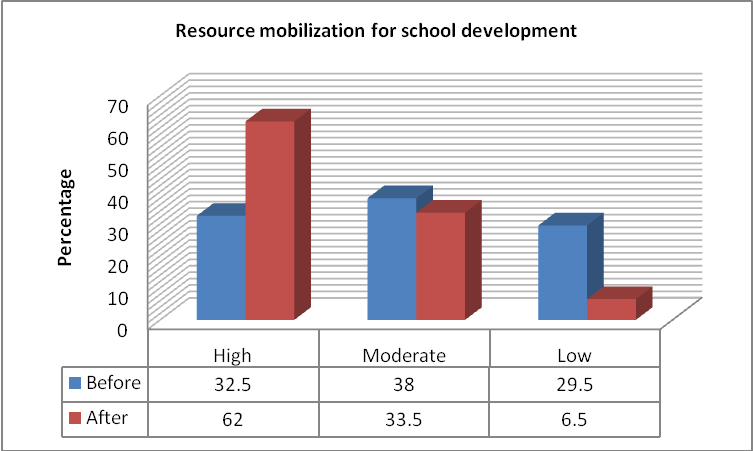 Resource mobilization for school development
Percentage
70
60
50
40
30
20
10
0
High Moderate Low
Before 32.5 38 29.5
After 62 33.5 6.5